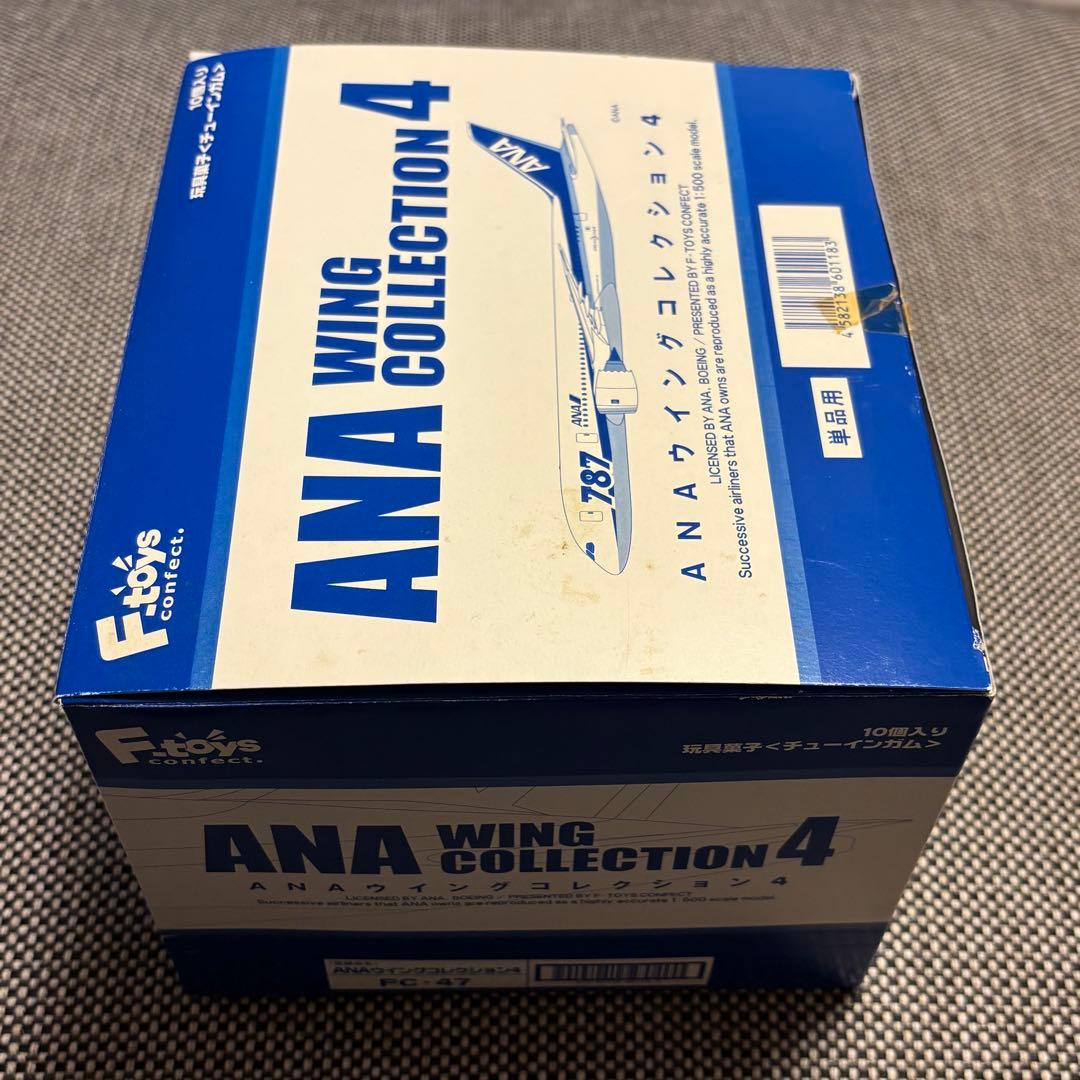 F-toys
confect.
10個入り
玩具菓子<チューインガム>
ANA WING
COLLECTION 4
ANA
ANA
787
©ANA
ANAウイングコレクション4
LICENSED BY ANA. BOEING / PRESENTED BY F-TOYS CONFECT
Successive airliners that ANA owns are reproduced as a highly accurate 1:500 scale model.
4 582138 601183
単品用
F-toys
confect.
10個入り
玩具菓子<チューインガム>
ANA WING
COLLECTION 4
ANAウイングコレクション4
LICENSED BY ANA. BOEING / PRESENTED BY F-TOYS CONFECT
Successive airliners that ANA owns are reproduced as a highly accurate 1:500 scale model.
ANAウイングコレクション4
FC-47